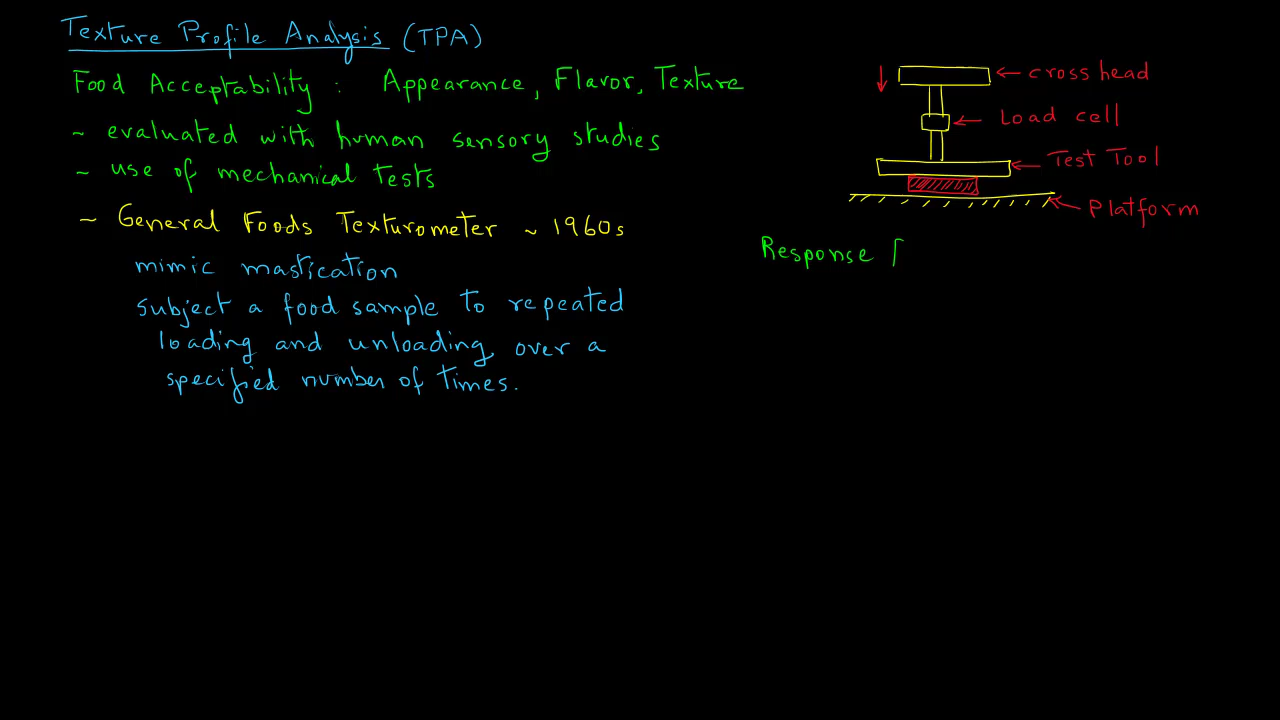 Texture Profile Analysis (TPA)
Food Acceptability : Appearance, Flavor, Texture
~ evaluated with human sensory studies
~ use of mechanical Tests
~ General Foods Texturometer ~ 1960s
mimic mastication
subject a food sample to repeated
loading and unloading over a
specified number of times.
cross head
Load cell
Test Tool
Platform
Response [